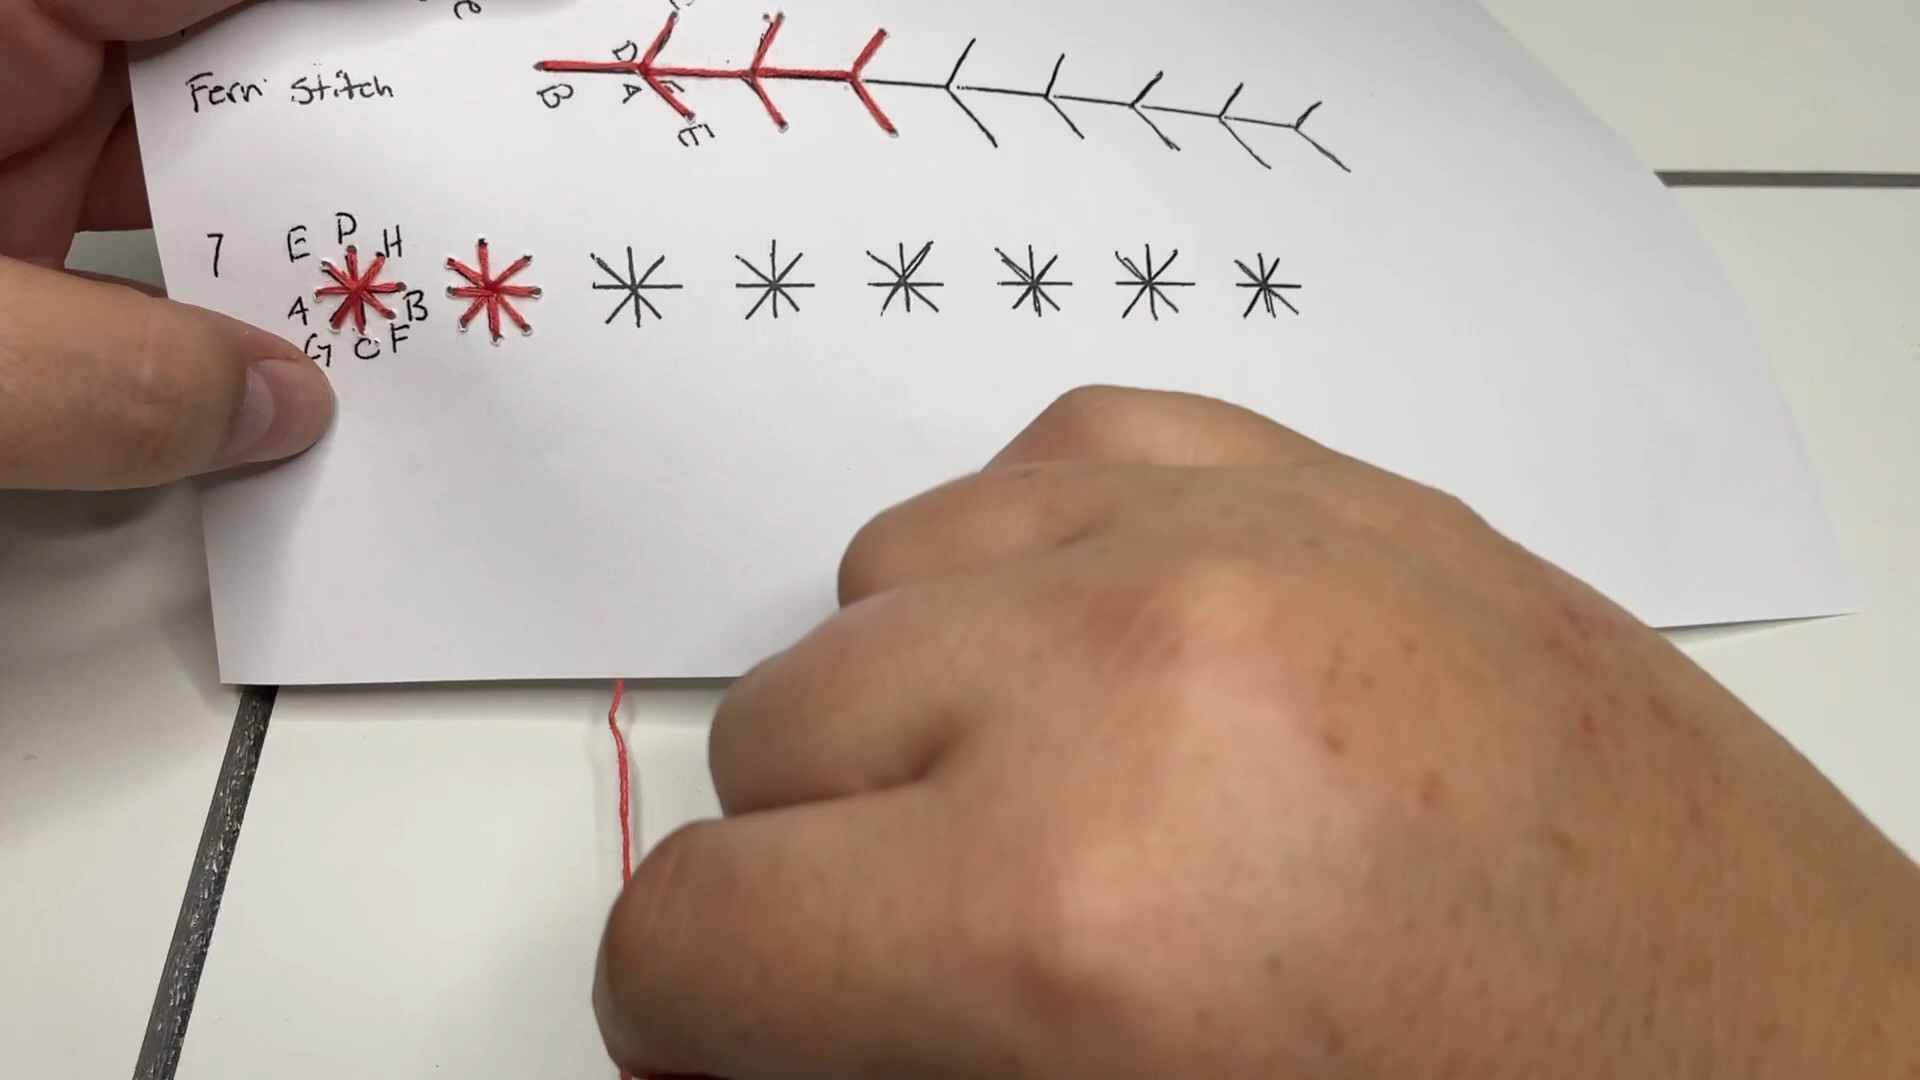 Fern Stitch
D
B A F
E
7 E D H
A B
G C F